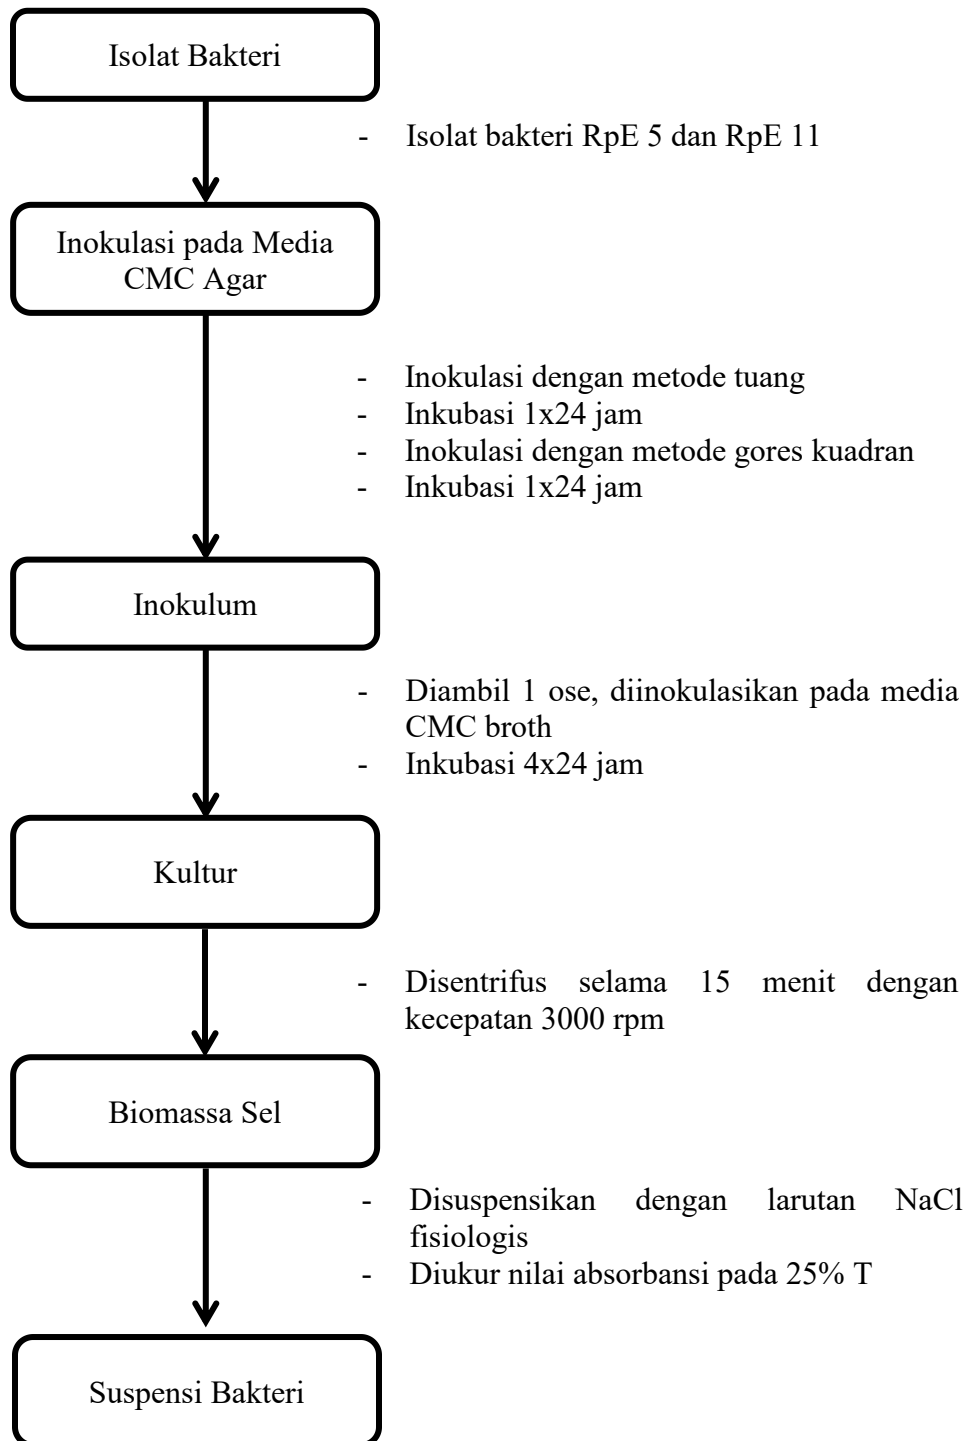 Isolat Bakteri
- Isolat bakteri RpE 5 dan RpE 11
Inokulasi pada Media
CMC Agar
- Inokulasi dengan metode tuang
- Inkubasi 1x24 jam
- Inokulasi dengan metode gores kuadran
- Inkubasi 1x24 jam
Inokulum
- Diambil 1 ose, diinokulasikan pada media
CMC broth
- Inkubasi 4x24 jam
Kultur
- Disentrifus selama 15 menit dengan
kecepatan 3000 rpm
Biomassa Sel
- Disuspensikan dengan larutan NaCl
fisiologis
- Diukur nilai absorbansi pada 25% T
Suspensi Bakteri